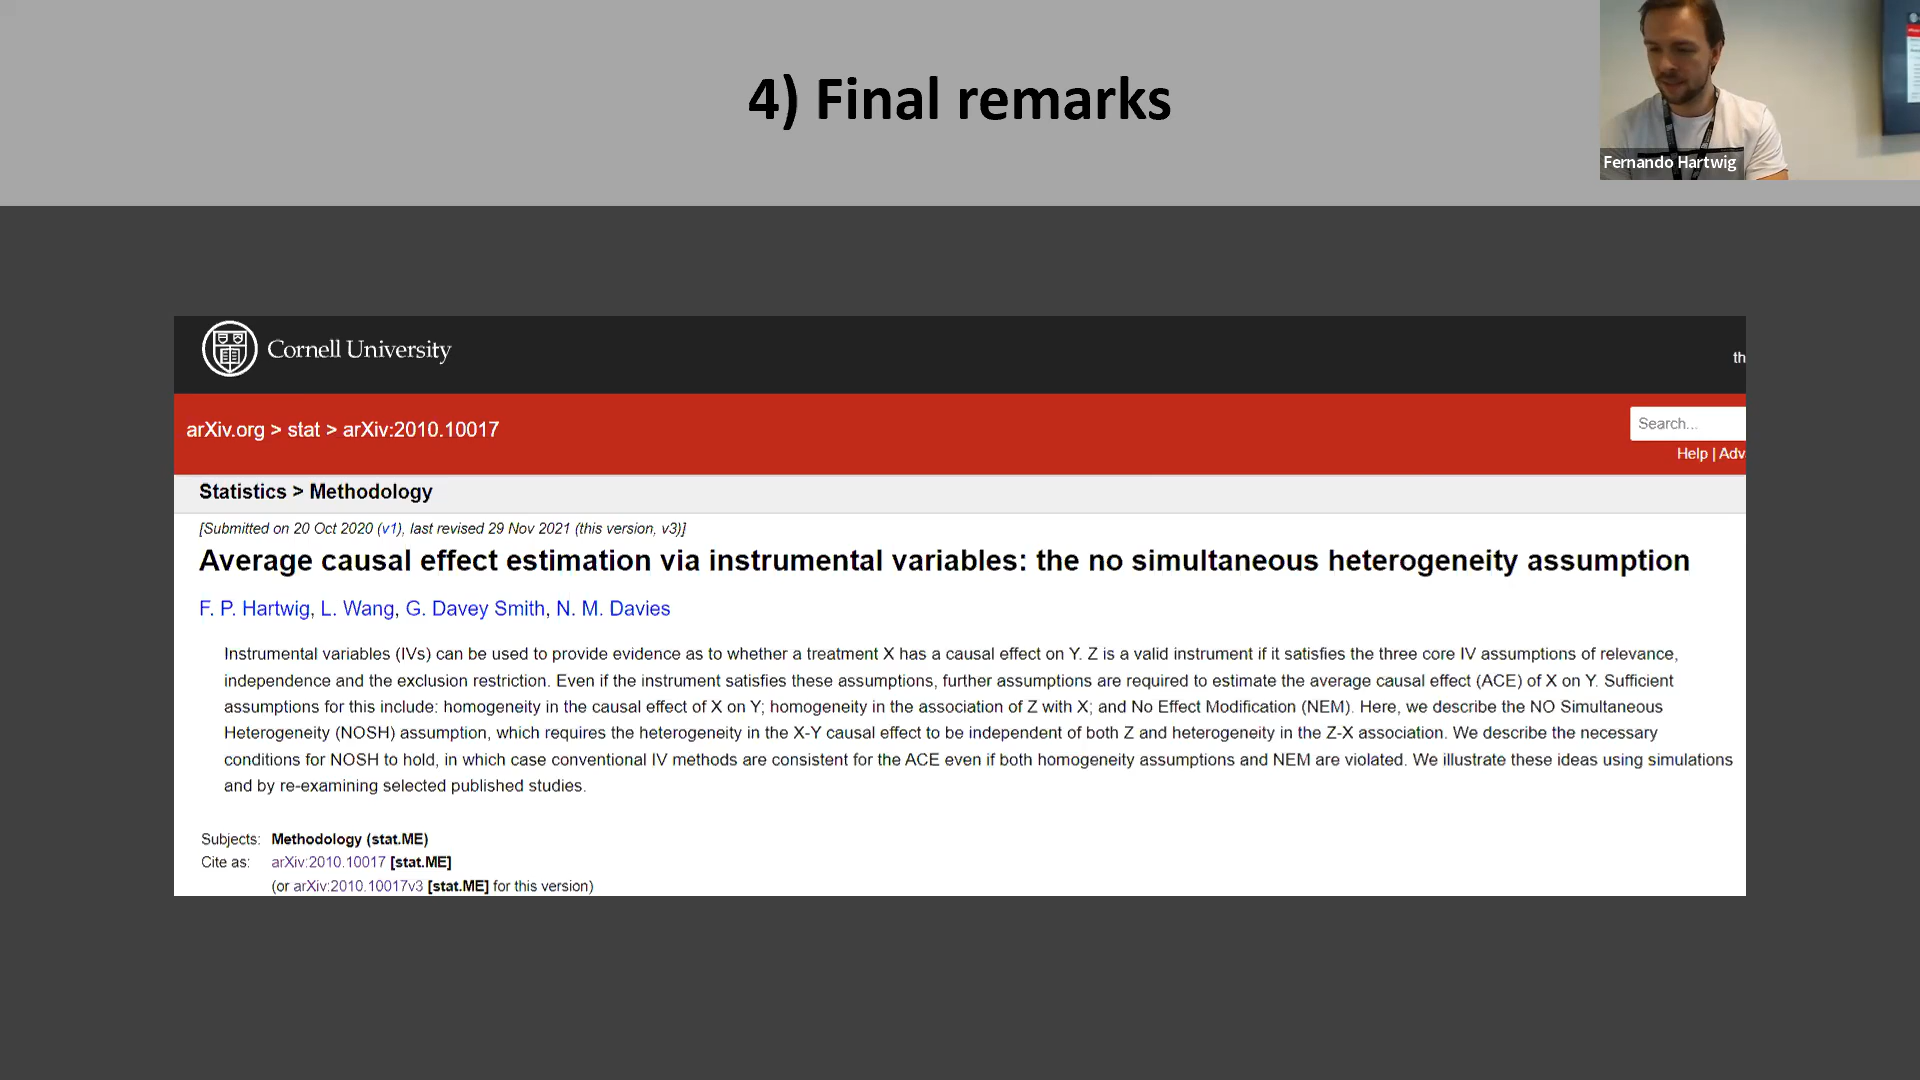 4) Final remarks
Fernando Hartwig
Cornell University
th
arXiv.org > stat > arXiv:2010.10017
Search...
Help | Adv
Statistics > Methodology
[Submitted on 20 Oct 2020 (v1), last revised 29 Nov 2021 (this version, v3)]
Average causal effect estimation via instrumental variables: the no simultaneous heterogeneity assumption
F. P. Hartwig, L. Wang, G. Davey Smith, N. M. Davies
Instrumental variables (IVs) can be used to provide evidence as to whether a treatment X has a causal effect on Y. Z is a valid instrument if it satisfies the three core IV assumptions of relevance,
independence and the exclusion restriction. Even if the instrument satisfies these assumptions, further assumptions are required to estimate the average causal effect (ACE) of X on Y. Sufficient
assumptions for this include: homogeneity in the causal effect of X on Y; homogeneity in the association of Z with X; and No Effect Modification (NEM). Here, we describe the NO Simultaneous
Heterogeneity (NOSH) assumption, which requires the heterogeneity in the X-Y causal effect to be independent of both Z and heterogeneity in the Z-X association. We describe the necessary
conditions for NOSH to hold, in which case conventional IV methods are consistent for the ACE even if both homogeneity assumptions and NEM are violated. We illustrate these ideas using simulations
and by re-examining selected published studies.
Subjects: Methodology (stat.ME)
Cite as: arXiv:2010.10017 [stat.ME]
(or arXiv:2010.10017v3 [stat.ME] for this version)